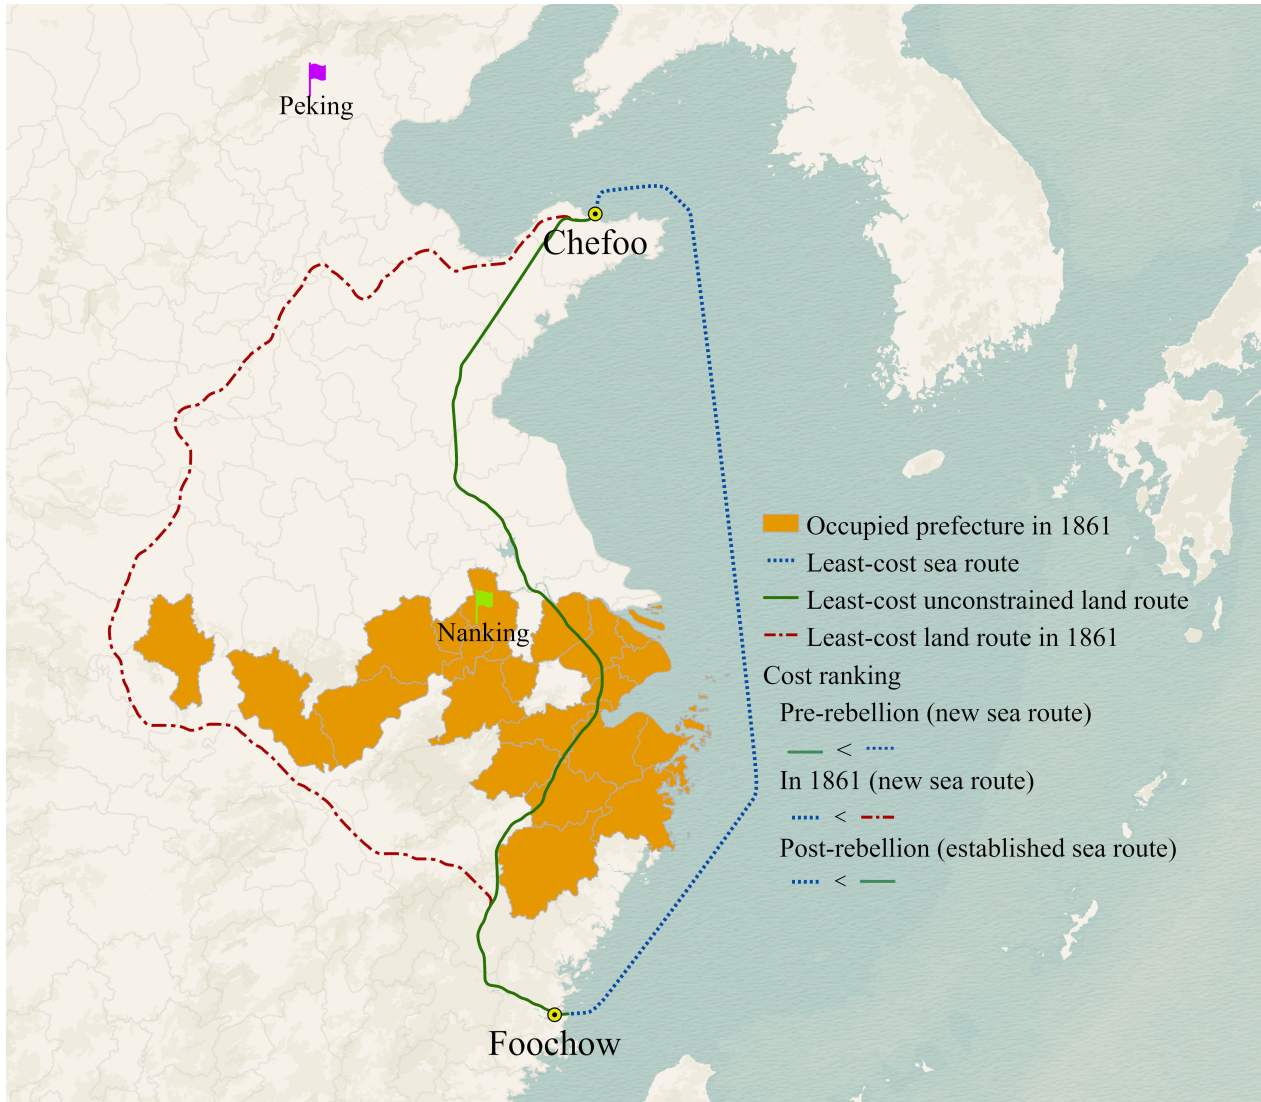 Peking
Chefoo
Occupied prefecture in 1861
Least-cost sea route
Least-cost unconstrained land route
Nanking
Least-cost land route in 1861
Cost ranking
Pre-rebellion (new sea route)
<
In 1861 (new sea route)
<
Post-rebellion (established sea route)
<
Foochow